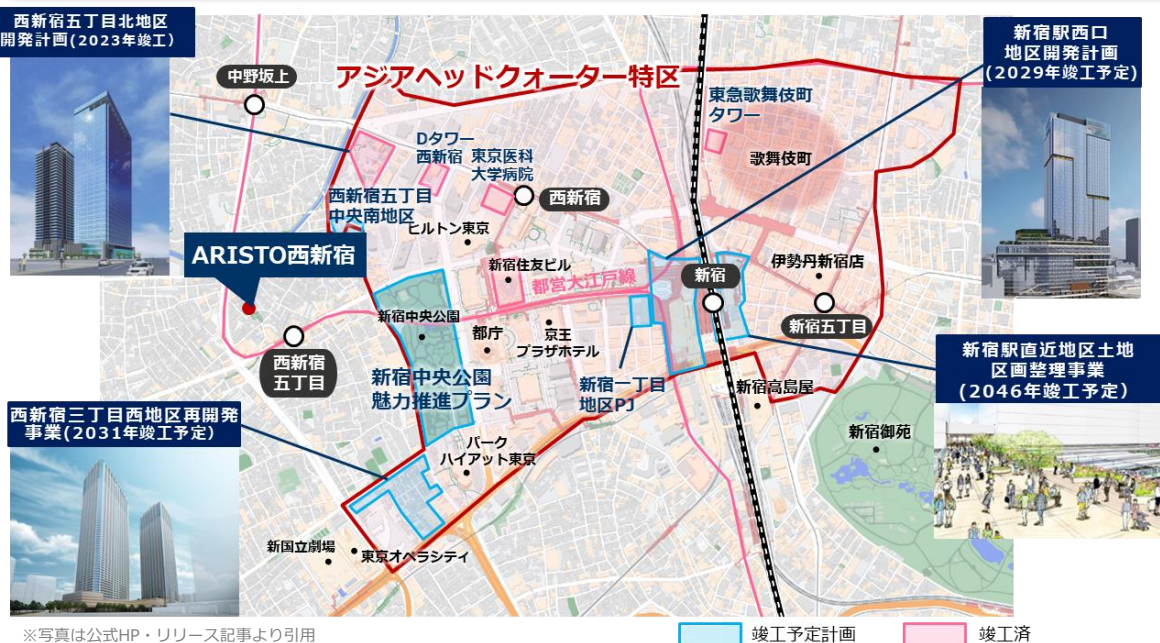 西新宿五丁目北地区
開発計画(2023年竣工)
新宿駅西口
地区開発計画
(2029年竣工予定)
中野坂上
アジアヘッドクォーター特区
東急歌舞伎町
タワー
歌舞伎町
Dタワー
西新宿
東京医科
大学病院
西新宿
西新宿五丁目
中央南地区
ヒルトン東京
ARISTO西新宿
新宿住友ビル
都営大江戸線
新宿
伊勢丹新宿店
新宿五丁目
新宿中央公園
都庁
京王
プラザホテル
西新宿
五丁目
新宿中央公園
魅力推進プラン
新宿一丁目
地区PJ
新宿高島屋
新宿駅直近地区土地
区画整理事業
(2046年竣工予定)
西新宿三丁目西地区再開発
事業(2031年竣工予定)
パーク
ハイアット東京
新宿御苑
新国立劇場
東京オペラシティ
※写真は公式HP・リリース記事より引用
竣工予定計画
竣工済